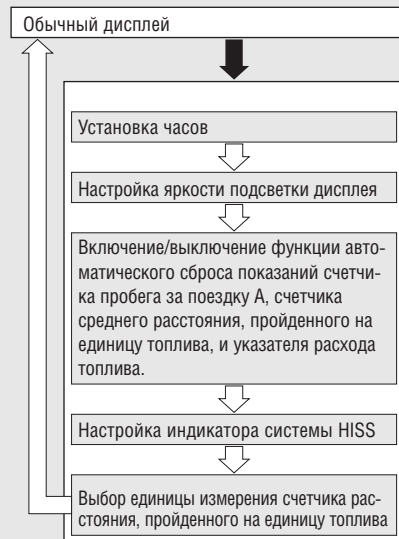 Обычный дисплей
Установка часов
Настройка яркости подсветки дисплея
Включение/выключение функции авто-
матического сброса показаний счетчи-
ка пробега за поездку А, счетчика
среднего расстояния, пройденного на
единицу топлива, и указателя расхода
топлива.
Настройка индикатора системы HISS
Выбор единицы измерения счетчика рас-
стояния, пройденного на единицу топлива